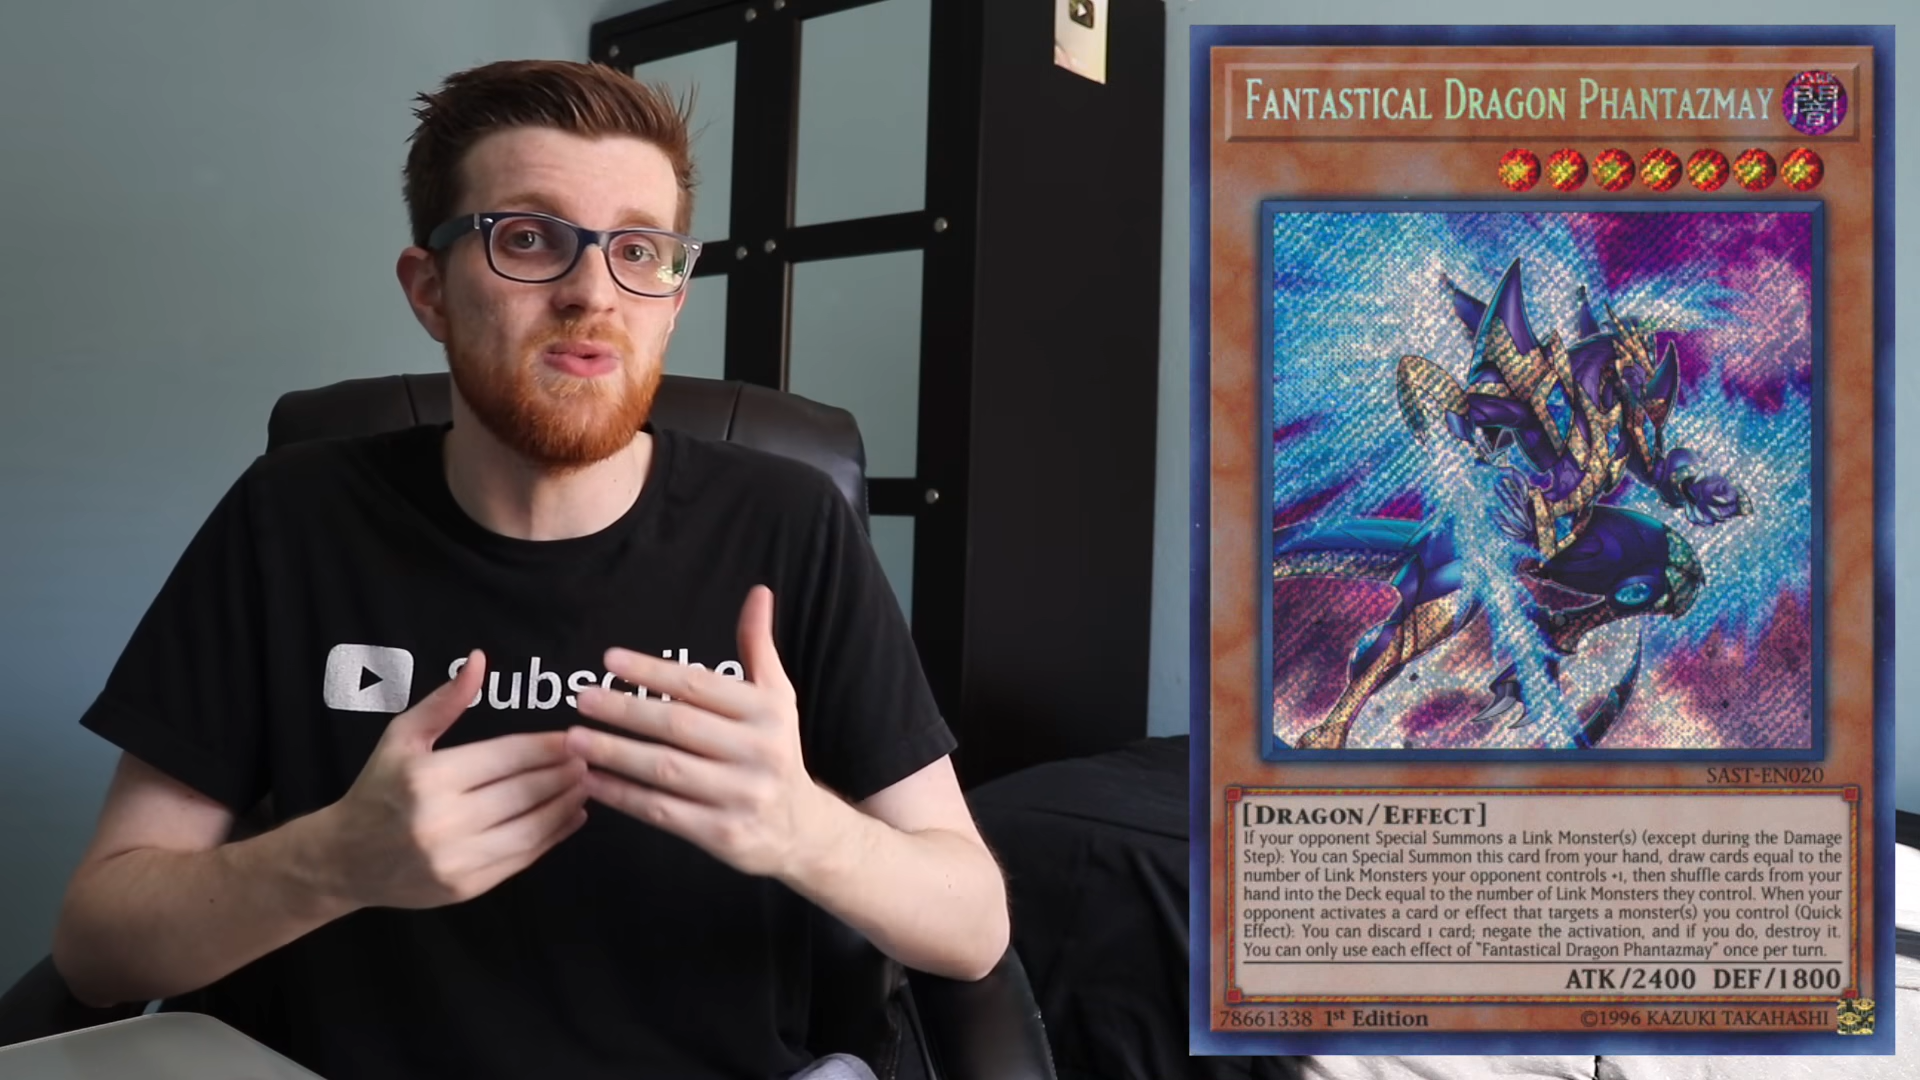 Subscribe
FANTASTICAL DRAGON PHANTAZMAY
闇
SAST-EN020
[DRAGON/EFFECT]
If your opponent Special Summons a Link Monster(s) (except during the Damage
Step): You can Special Summon this card from your hand, draw cards equal to the
number of Link Monsters your opponent controls +1, then shuffle cards from your
hand into the Deck equal to the number of Link Monsters they control. When your
opponent activates a card or effect that targets a monster(s) you control (Quick
Effect): You can discard 1 card; negate the activation, and if you do, destroy it.
You can only use each effect of "Fantastical Dragon Phantazmay" once per turn.
ATK/2400 DEF/1800
78661338 1st Edition ©1996 KAZUKI TAKAHASHI